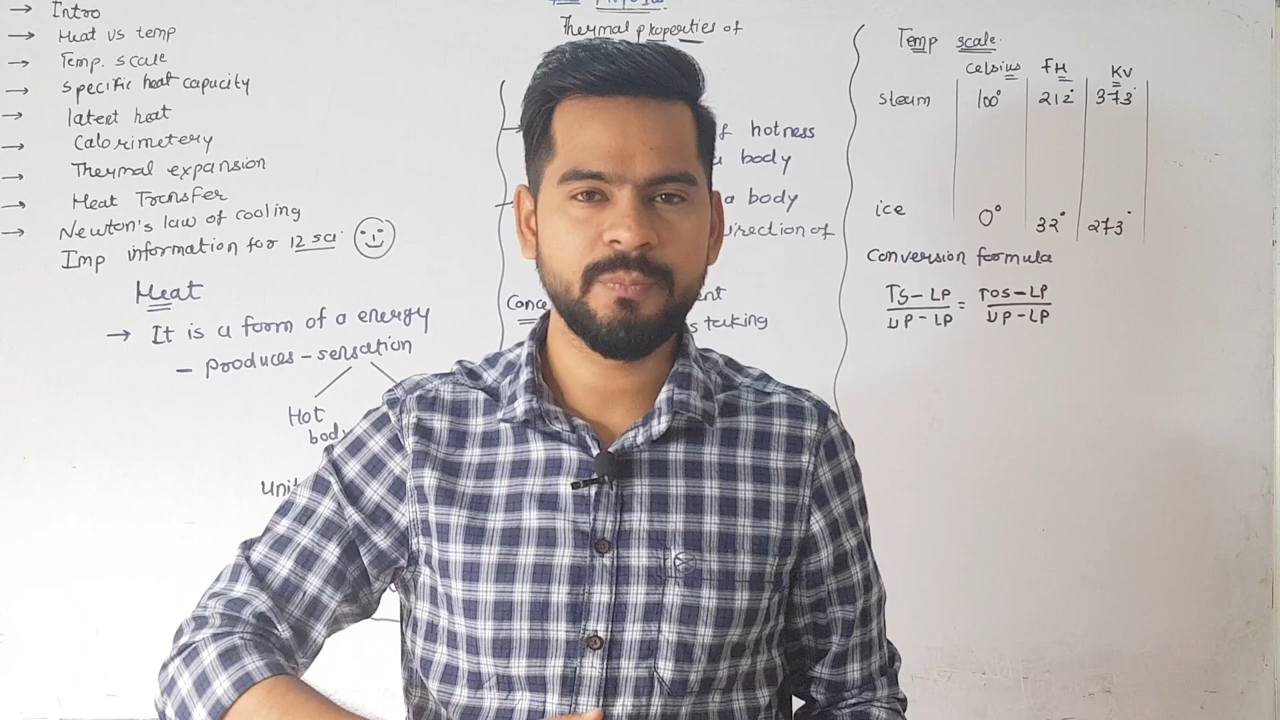 → Intro
→ Heat vs temp
→ Temp. scale
→ specific heat capacity
→ latent heat
→ Calorimetery
→ Thermal expansion
→ Heat Transfer
→ Newton's law of cooling
Imp information for 12 sci
Heat
→ It is a form of a energy
- produces - sensation
Hot
body
unit
Thermal properties of
f hotness
body
a body
direction of
Conce
ent
s taking
Temp scale.
celsius FH Kv
steam 100° 212° 373°
ice 0° 32° 273°
Conversion formula
TS - LP = TOS - LP
UP - LP UP - LP